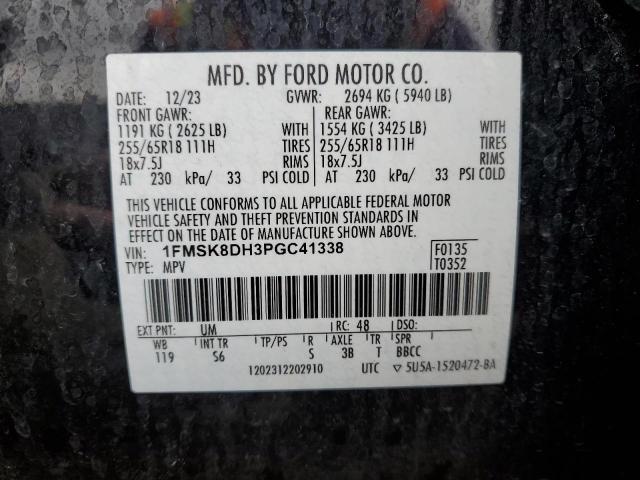 MFD. BY FORD MOTOR CO.
DATE: 12/23 GVWR: 2694 KG ( 5940 LB)
FRONT GAWR: REAR GAWR:
1191 KG ( 2625 LB) WITH 1554 KG ( 3425 LB) WITH
255/65R18 111H TIRES 255/65R18 111H TIRES
18x7.5J RIMS 18x7.5J RIMS
AT 230 kPa/ 33 PSI COLD AT 230 kPa/ 33 PSI COLD
THIS VEHICLE CONFORMS TO ALL APPLICABLE FEDERAL MOTOR
VEHICLE SAFETY AND THEFT PREVENTION STANDARDS IN
EFFECT ON THE DATE OF MANUFACTURE SHOWN ABOVE.
VIN: 1FMSK8DH3PGC41338 F0135
TYPE: MPV T0352
EXT PNT: UM RC: 48 DSO:
WB INT TR TP/PS R AXLE TR SPR
119 S6 S 3B T BBCC
1202312202910 UTC ▽ 5U5A-1520472-BA